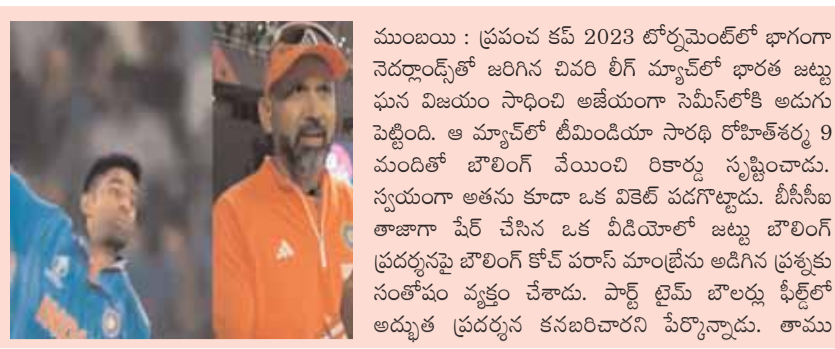 ముంబయి : ప్రపంచ కప్ 2023 టోర్నమెంట్‌లో భాగంగా
నెదర్లాండ్స్‌తో జరిగిన చివరి లీగ్ మ్యాచ్‌లో భారత జట్టు
ఘన విజయం సాధించి అజేయంగా సెమీస్‌లోకి అడుగు
పెట్టింది. ఆ మ్యాచ్‌లో టీమిండియా సారథి రోహిత్‌శర్మ 9
మందితో బౌలింగ్ వేయించి రికార్డు సృష్టించాడు.
స్వయంగా అతను కూడా ఒక వికెట్ పడగొట్టాడు. బీసీసీఐ
తాజాగా షేర్ చేసిన ఒక వీడియోలో జట్టు బౌలింగ్
ప్రదర్శనపై బౌలింగ్ కోచ్ పరాస్ మాంబ్రేను అడిగిన ప్రశ్నకు
సంతోషం వ్యక్తం చేశాడు. పార్ట్ టైమ్ బౌలర్లు ఫీల్డ్‌లో
అద్భుత ప్రదర్శన కనబరిచారని పేర్కొన్నాడు. తాము